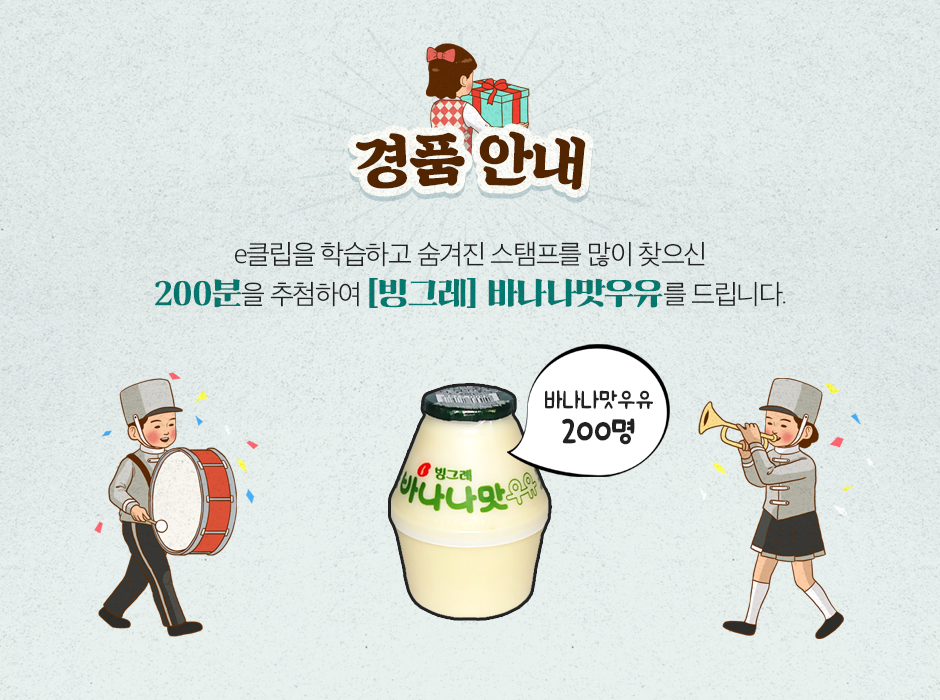 경품 안내
e클립을 학습하고 숨겨진 스탬프를 많이 찾으신
200분을 추첨하여 [빙그레] 바나나맛우유를 드립니다.
바나나맛우유
200명
빙그레
바나나맛우유